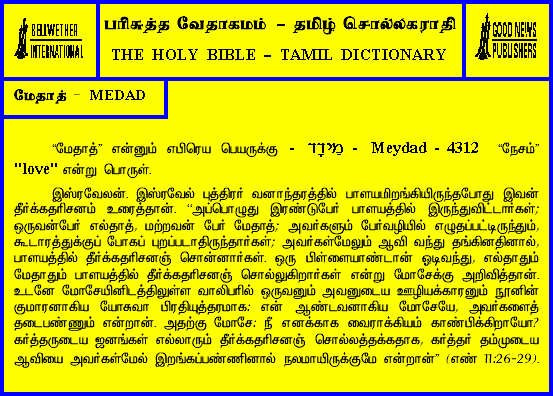 BELLWETHER
INTERNATIONAL
பரிசுத்த வேதாகமம் – தமிழ் சொல்லகராதி
THE HOLY BIBLE – TAMIL DICTIONARY
GOOD NEWS
PUBLISHERS
மேதாத் - MEDAD
“மேதாத்” என்னும் எபிரெய பெயருக்கு - מידד - Meydad - 4312 “நேசம்”
"love" என்று பொருள்.
இஸ்ரவேலன். இஸ்ரவேல் புத்திரர் வனாந்தரத்தில் பாளயமிறங்கியிருந்தபோது இவன்
தீர்க்கதரிசனம் உரைத்தான். “அப்பொழுது இரண்டுபேர் பாளயத்தில் இருந்துவிட்டார்கள்;
ஒருவன்பேர் எல்தாத், மற்றவன் பேர் மேதாத்; அவர்களும் பேர்வழியில் எழுதப்பட்டிருந்தும்,
கூடாரத்துக்குப் போகப் புறப்படாதிருந்தார்கள்; அவர்கள்மேலும் ஆவி வந்து தங்கினதினால்,
பாளயத்தில் தீர்க்கதரிசனஞ் சொன்னார்கள். ஒரு பிள்ளையாண்டான் ஓடிவந்து, எல்தாதும்
மேதாதும் பாளயத்தில் தீர்க்கதரிசனஞ் சொல்லுகிறார்கள் என்று மோசேக்கு அறிவித்தான்.
உடனே மோசேயினிடத்திலுள்ள வாலிபரில் ஒருவனும் அவனுடைய ஊழியக்காரனும் நூனின்
குமாரனாகிய யோசுவா பிரதியுத்தரமாக: என் ஆண்டவனாகிய மோசேயே, அவர்களைத்
தடைபண்ணும் என்றான். அதற்கு மோசே: நீ எனக்காக வைராக்கியம் காண்பிக்கிறாயோ?
கர்த்தருடைய ஜனங்கள் எல்லாரும் தீர்க்கதரிசனஞ் சொல்லத்தக்கதாக, கர்த்தர் தம்முடைய
ஆவியை அவர்கள்மேல் இறங்கப்பண்ணினால் நலமாயிருக்குமே என்றான்” (எண் 11:26-29).